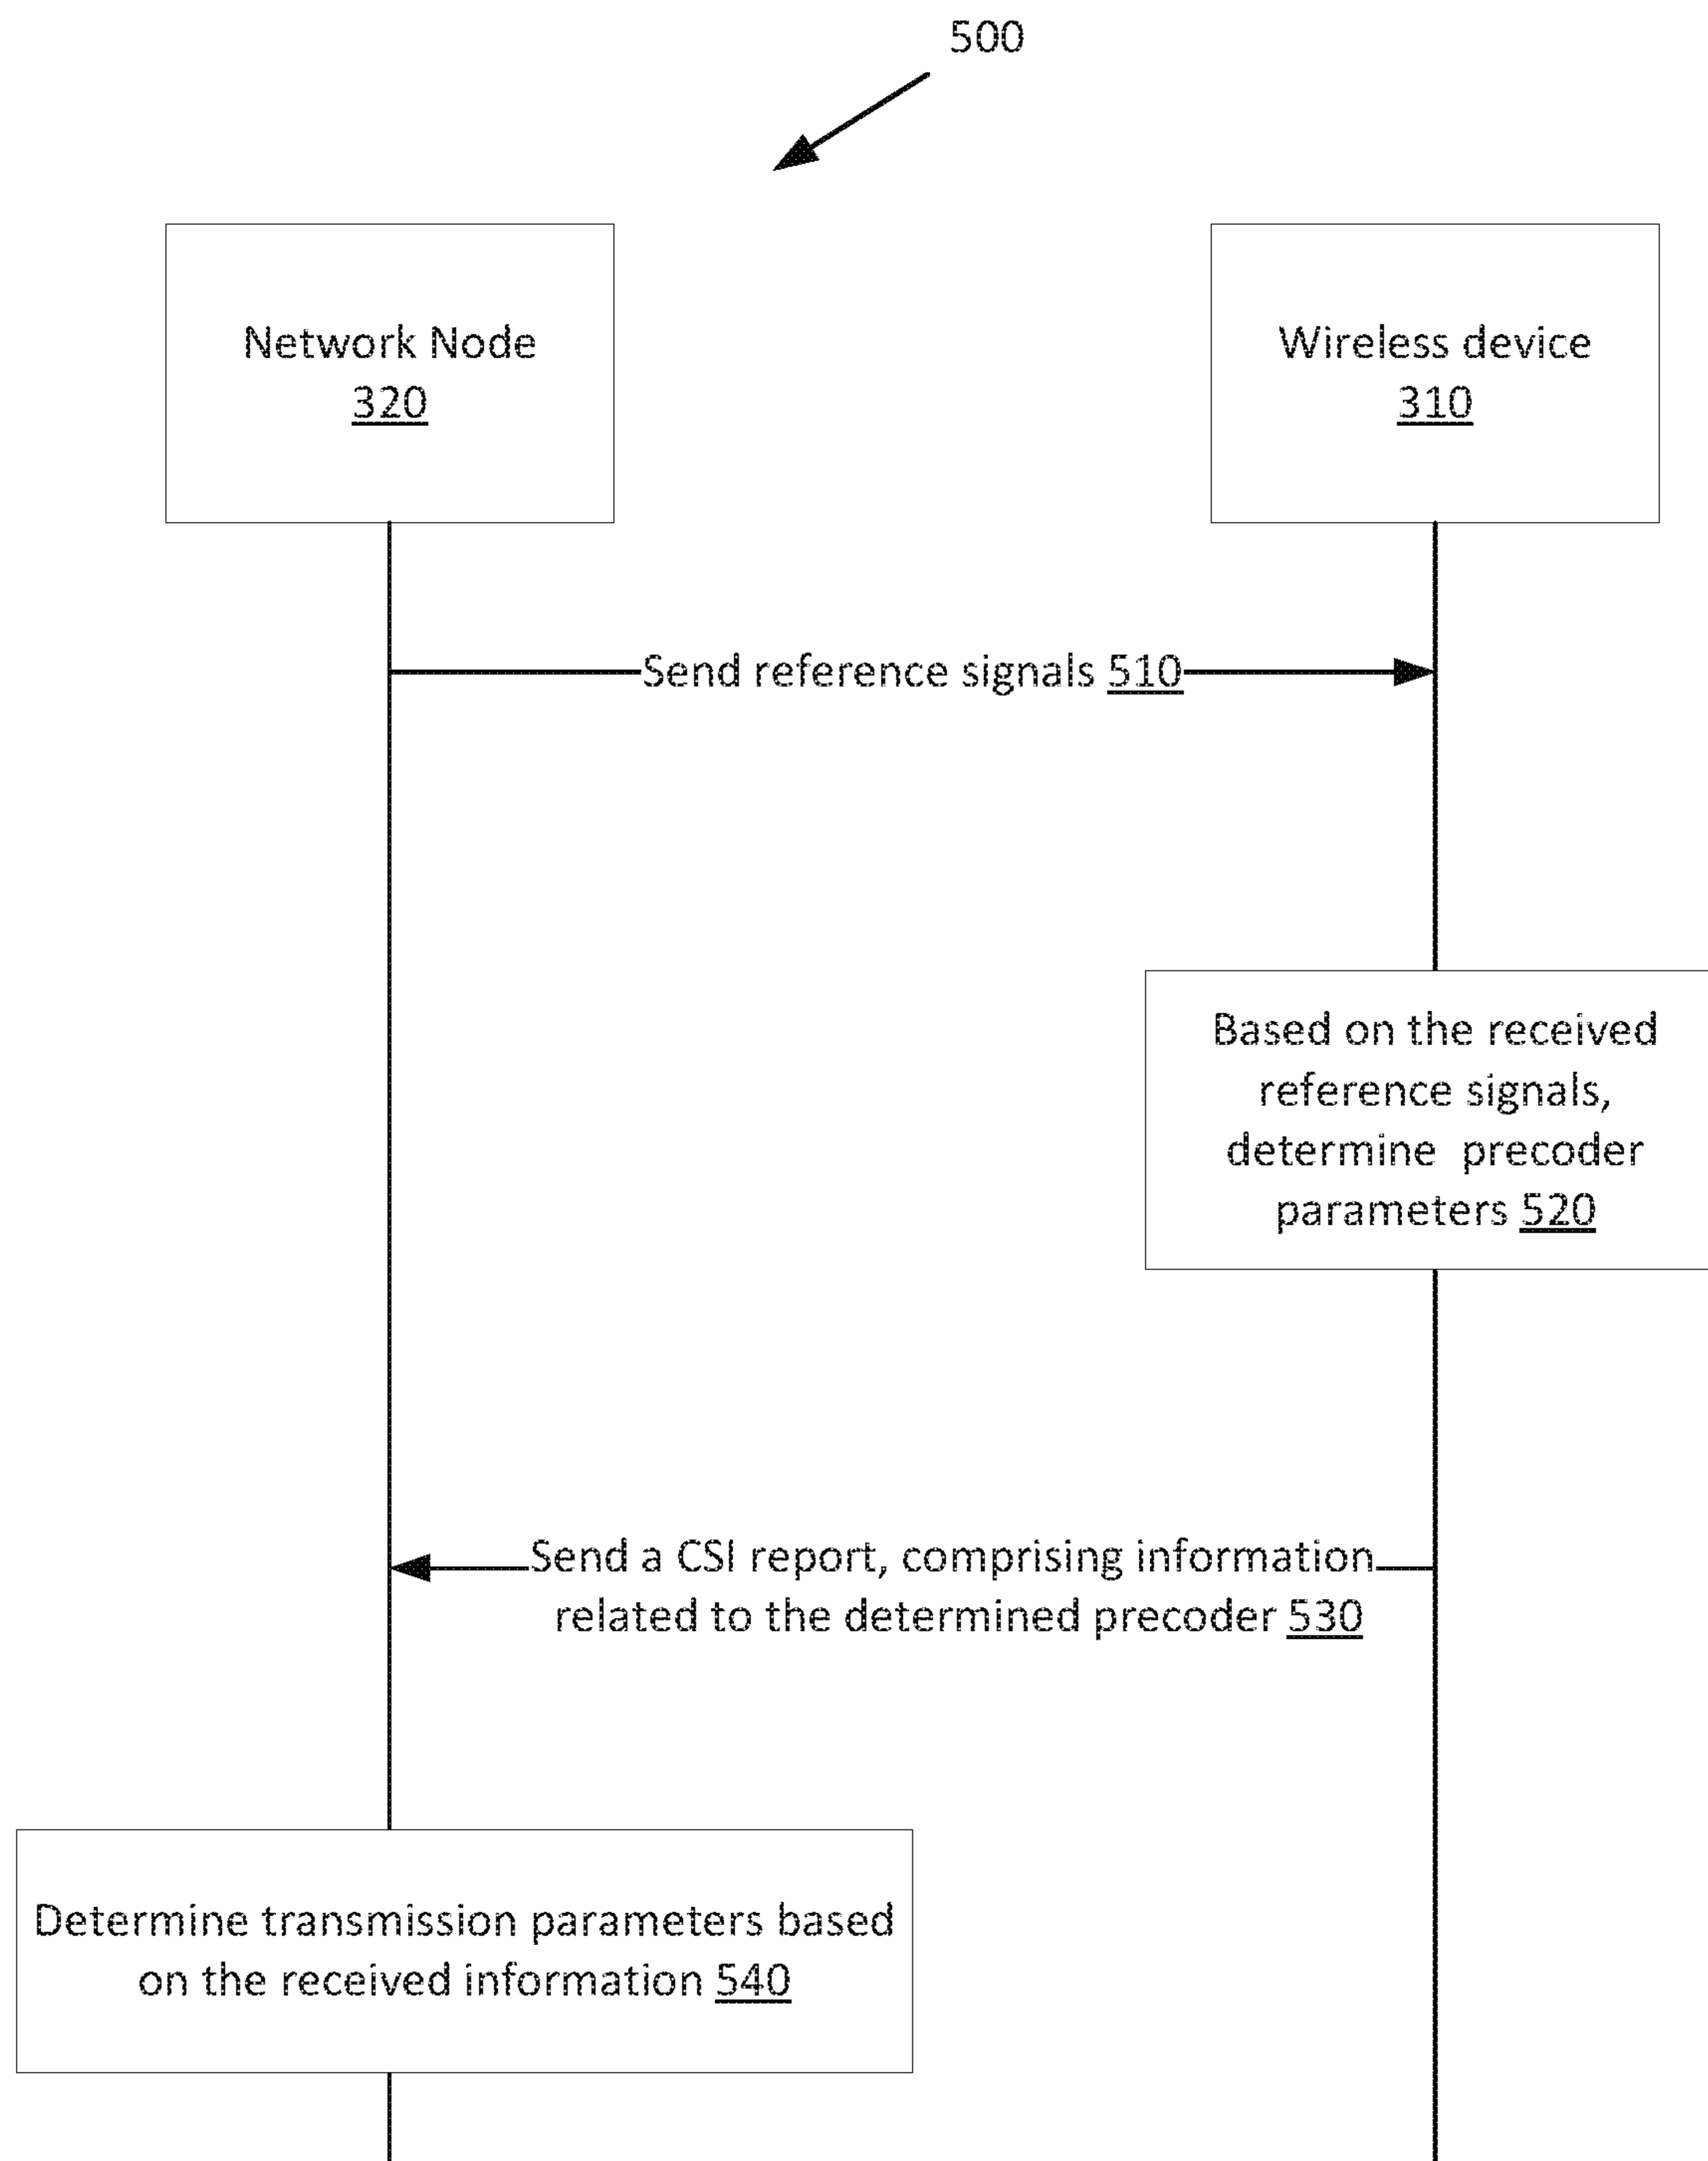 500
Network Node
320
Wireless device
310
Send reference signals 510
Based on the received
reference signals,
determine precoder
parameters 520
Send a CSI report, comprising information
related to the determined precoder 530
Determine transmission parameters based
on the received information 540